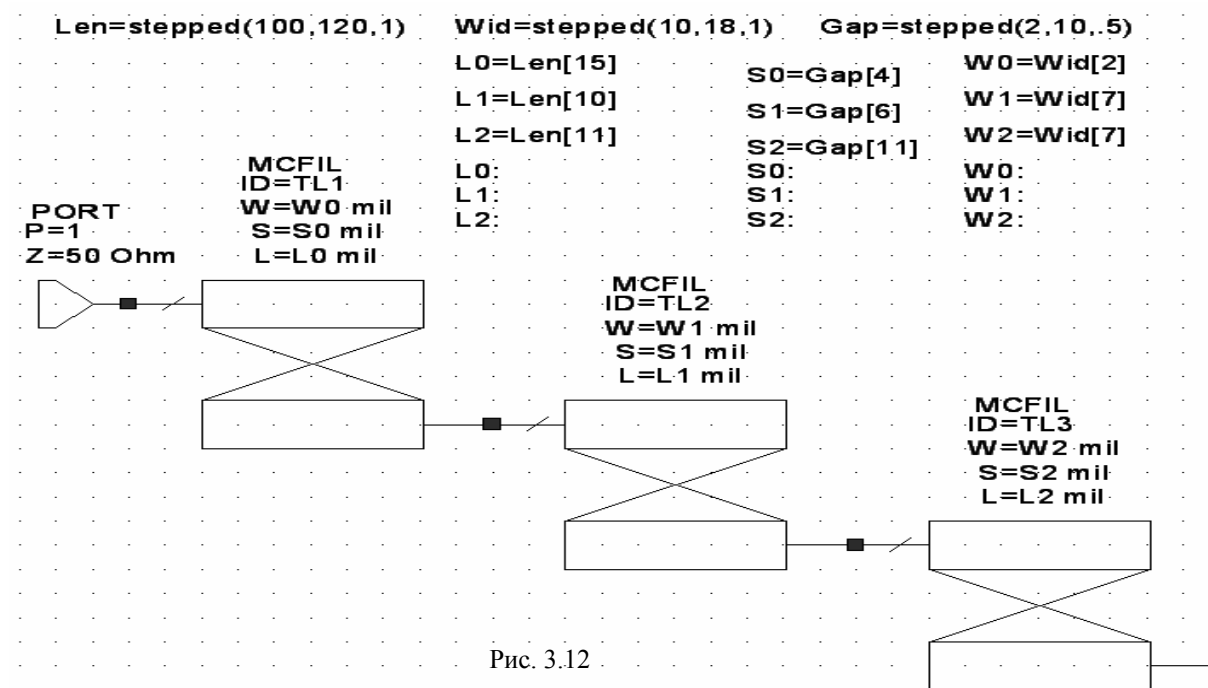 Len=stepped(100,120,1) Wid=stepped(10,18,1) Gap=stepped(2,10,.5)
L0=Len[15]
L1=Len[10]
L2=Len[11]
L0:
L1:
L2:
S0=Gap[4]
S1=Gap[6]
S2=Gap[11]
S0:
S1:
S2:
W0=Wid[2]
W1=Wid[7]
W2=Wid[7]
W0:
W1:
W2:
PORT
P=1
Z=50 Ohm
MCFIL
ID=TL1
W=W0 mil
S=S0 mil
L=L0 mil
MCFIL
ID=TL2
W=W1 mil
S=S1 mil
L=L1 mil
MCFIL
ID=TL3
W=W2 mil
S=S2 mil
L=L2 mil
Рис. 3.12